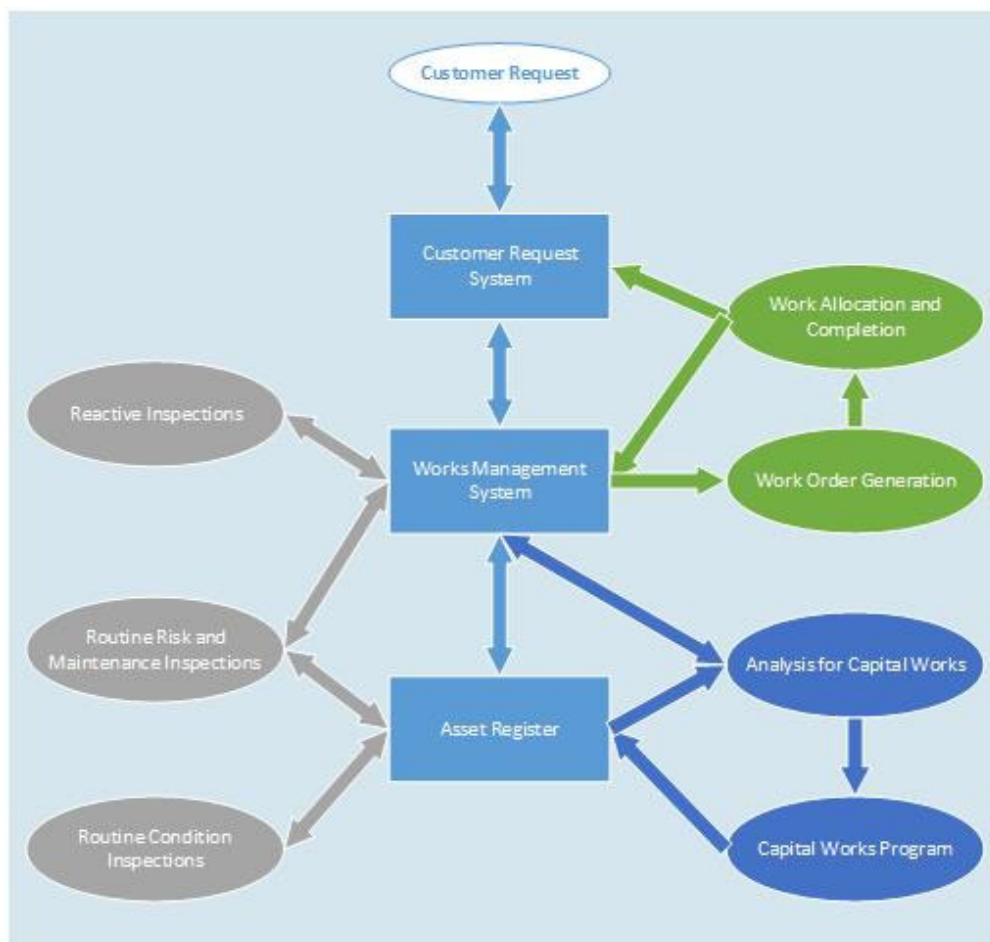 Customer Request
Customer Request
System
Work Allocation and
Completion
Reactive Inspections
Works Management
System
Work Order Generation
Routine Risk and
Maintenance Inspections
Analysis for Capital Works
Asset Register
Routine Condition
Inspections
Capital Works Program